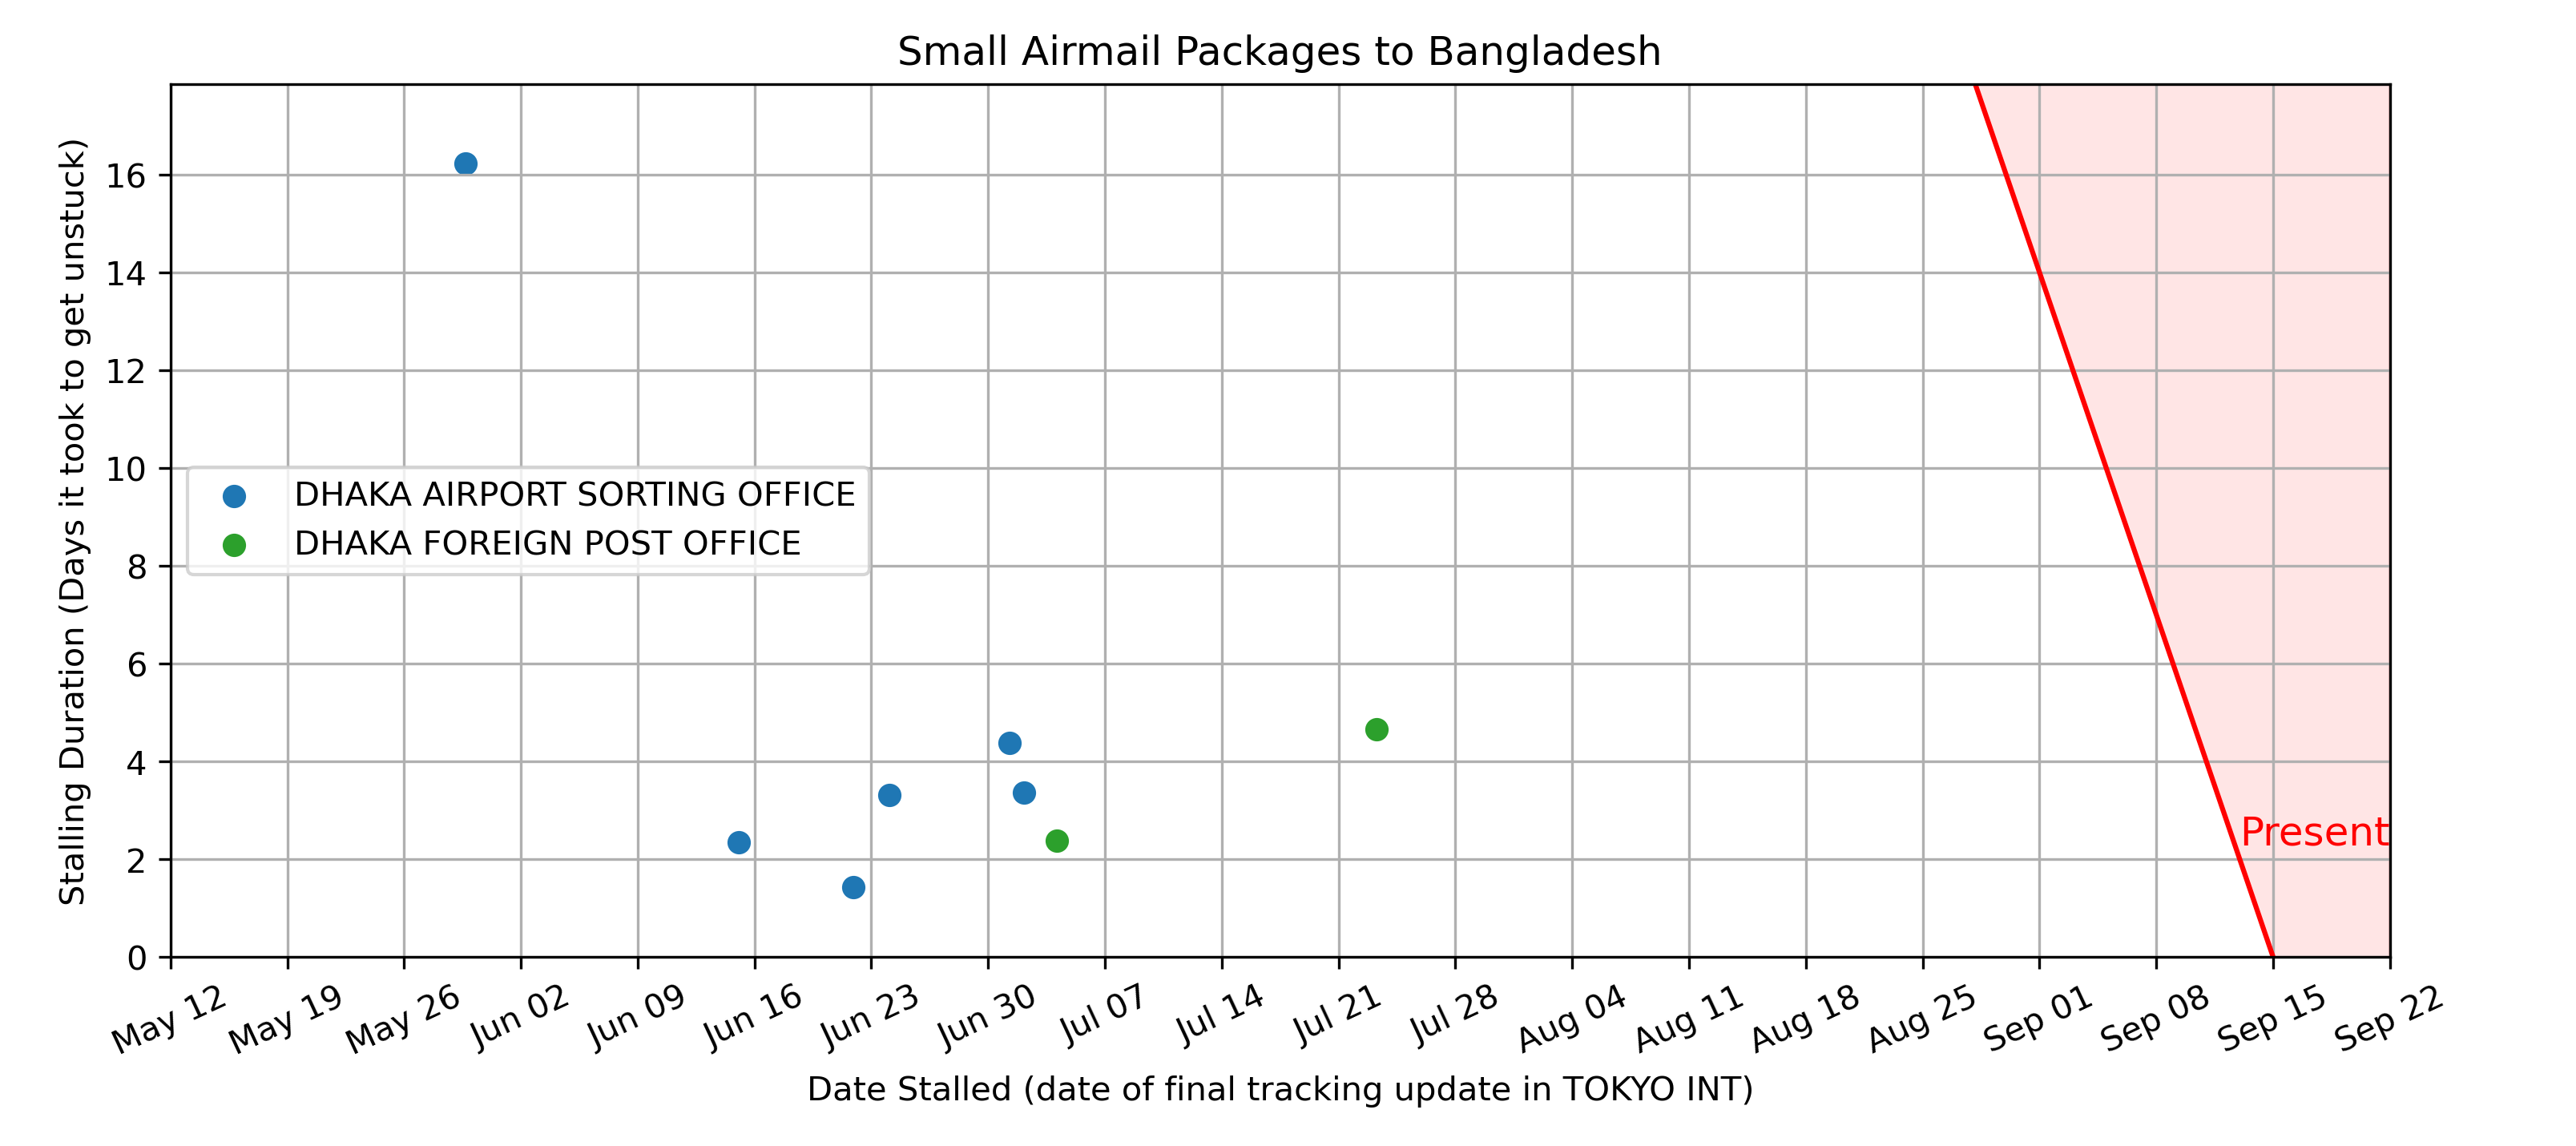 Small Airmail Packages to Bangladesh
Stalling Duration (Days it took to get unstuck)
16
14
12
10
8
6
4
2
0
DHAKA AIRPORT SORTING OFFICE
DHAKA FOREIGN POST OFFICE
Present
May 12
May 19
May 26
Jun 02
Jun 09
Jun 16
Jun 23
Jun 30
Jul 07
Jul 14
Jul 21
Jul 28
Aug 04
Aug 11
Aug 18
Aug 25
Sep 01
Sep 08
Sep 15
Sep 22
Date Stalled (date of final tracking update in TOKYO INT)